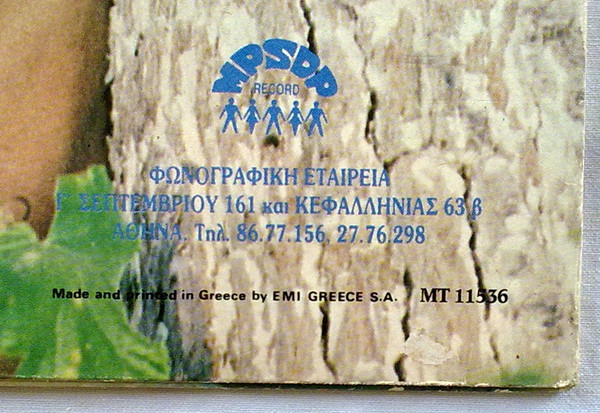 MPSDP
RECORD
ΦΩΝΟΓΡΑΦΙΚΗ ΕΤΑΙΡΕΙΑ
Γ΄ ΣΕΠΤΕΜΒΡΙΟΥ 161 και ΚΕΦΑΛΛΗΝΙΑΣ 63 β
ΑΘΗΝΑ. Τηλ. 86.77.156, 27.76.298
Made and printed in Greece by EMI GREECE S.A. MT 11536